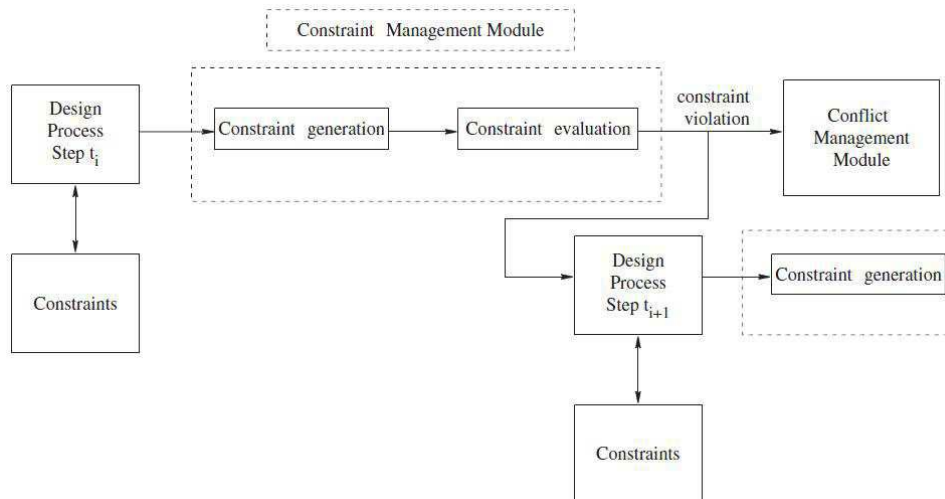 Constraint Management Module
Design
Process
Step t_i
Constraint generation
Constraint evaluation
constraint
violation
Conflict
Management
Module
Constraints
Design
Process
Step t_{i+1}
Constraint generation
Constraints